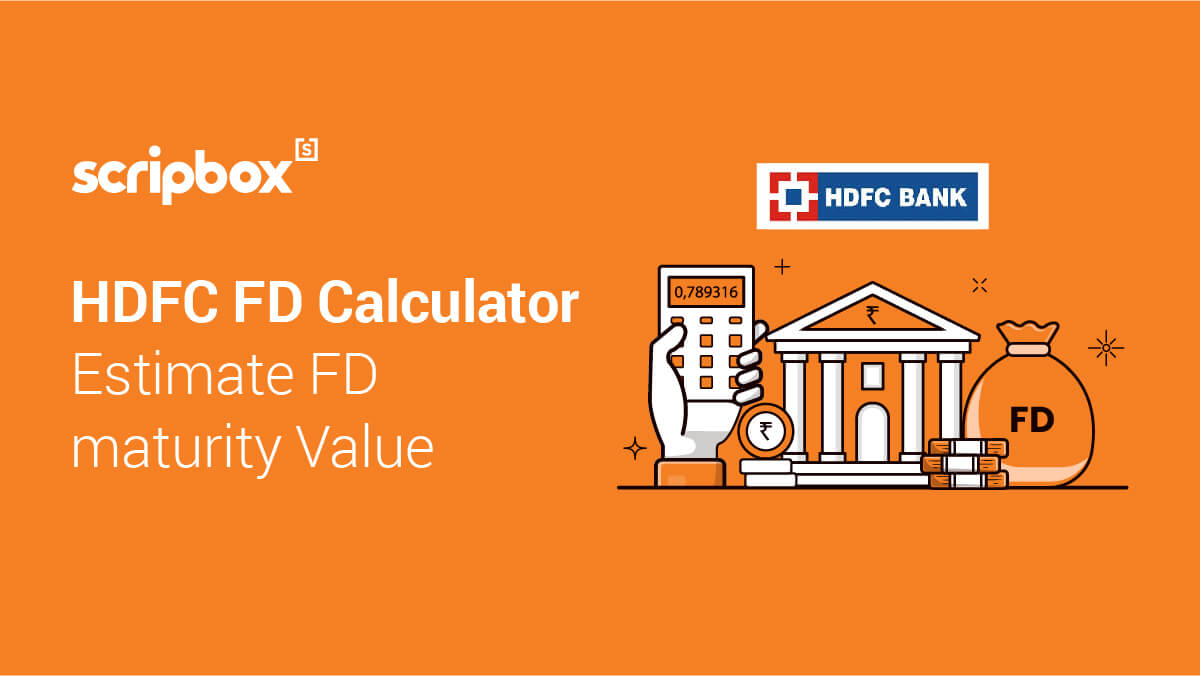 scripbox [s]
HDFC FD Calculator
Estimate FD
maturity Value
HDFC BANK
0,789316
₹
₹
FD